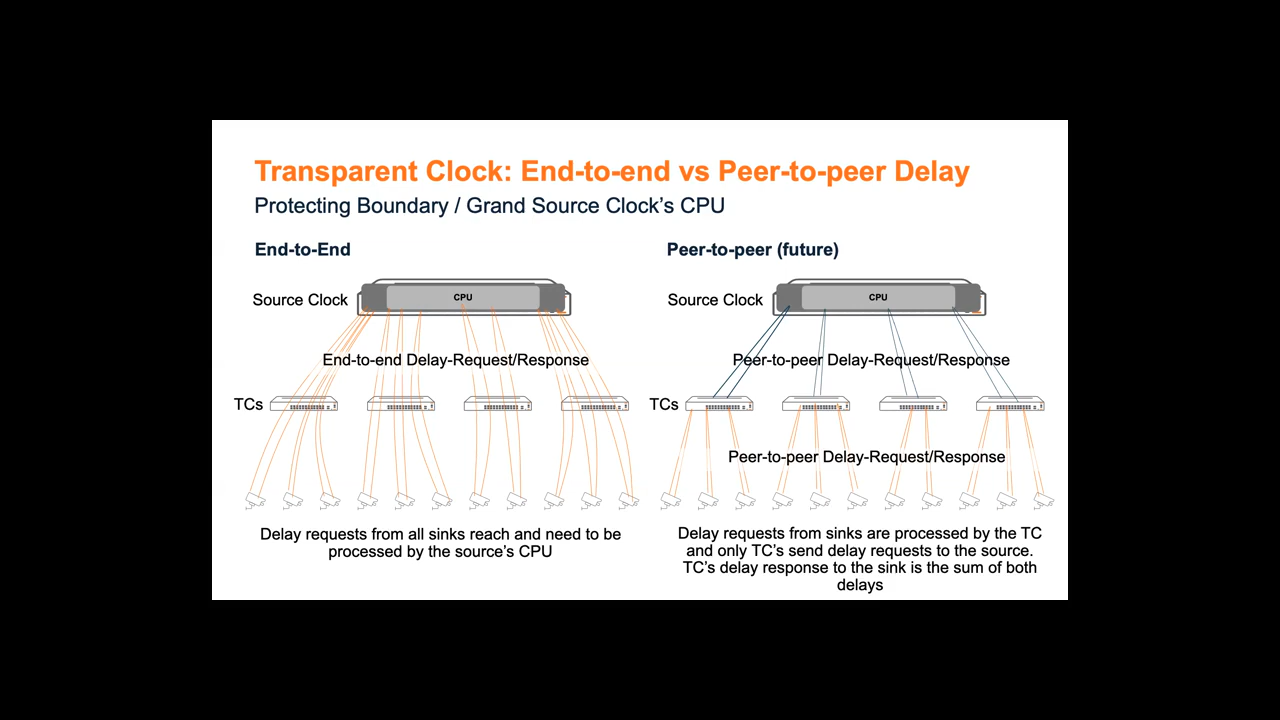 Transparent Clock: End-to-end vs Peer-to-peer Delay
Protecting Boundary / Grand Source Clock's CPU
End-to-End
Source Clock
CPU
End-to-end Delay-Request/Response
TCs
Delay requests from all sinks reach and need to be
processed by the source's CPU
Peer-to-peer (future)
Source Clock
CPU
Peer-to-peer Delay-Request/Response
TCs
Peer-to-peer Delay-Request/Response
Delay requests from sinks are processed by the TC
and only TC's send delay requests to the source.
TC's delay response to the sink is the sum of both
delays